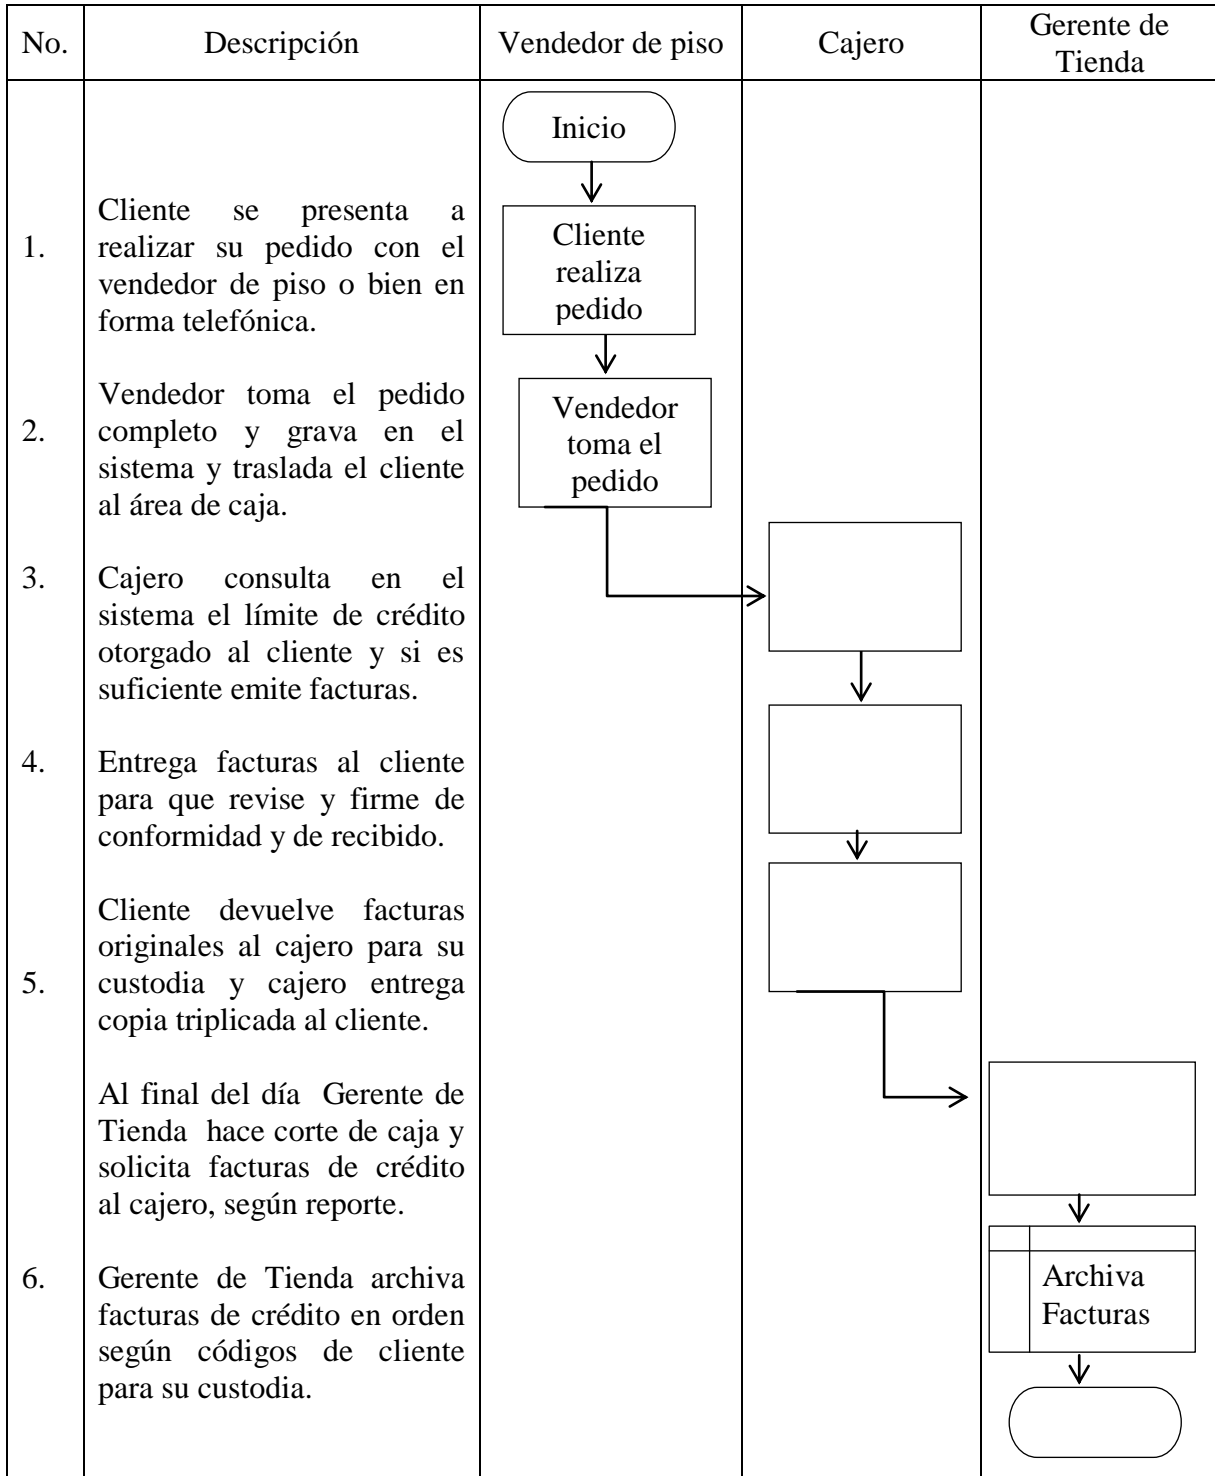 No.
Descripción
Vendedor de piso
Cajero
Gerente de
Tienda
Inicio
1.
Cliente se presenta a
realizar su pedido con el
vendedor de piso o bien en
forma telefónica.
Cliente
realiza
pedido
2.
Vendedor toma el pedido
completo y grava en el
sistema y traslada el cliente
al área de caja.
Vendedor
toma el
pedido
3.
Cajero consulta en el
sistema el límite de crédito
otorgado al cliente y si es
suficiente emite facturas.
4.
Entrega facturas al cliente
para que revise y firme de
conformidad y de recibido.
5.
Cliente devuelve facturas
originales al cajero para su
custodia y cajero entrega
copia triplicada al cliente.
Al final del día Gerente de
Tienda hace corte de caja y
solicita facturas de crédito
al cajero, según reporte.
6.
Gerente de Tienda archiva
facturas de crédito en orden
según códigos de cliente
para su custodia.
Archiva
Facturas